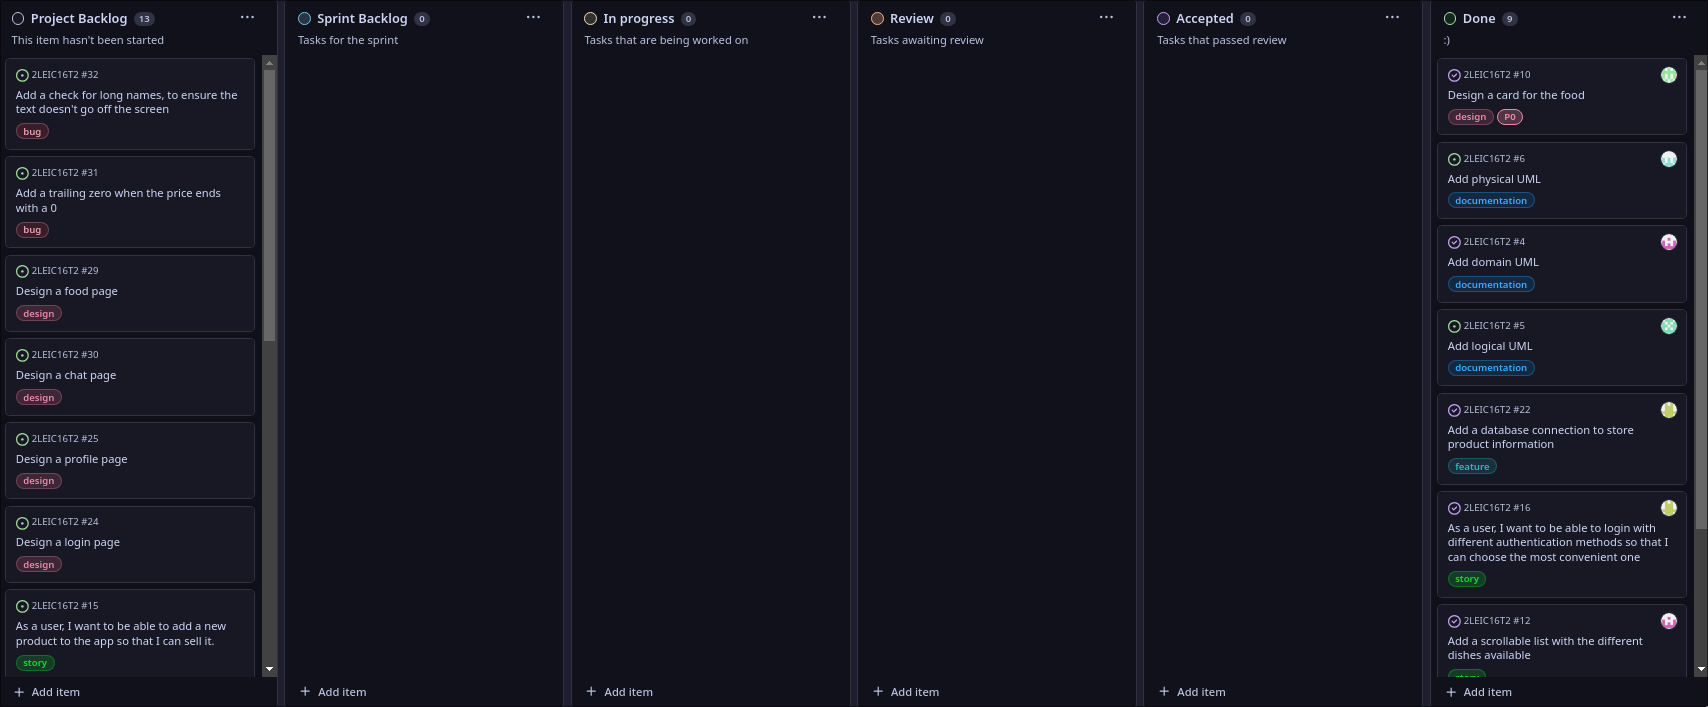 Project Backlog 13
This item hasn't been started
2LEIC16T2 #32
Add a check for long names, to ensure the
text doesn't go off the screen
bug
2LEIC16T2 #31
Add a trailing zero when the price ends
with a 0
bug
2LEIC16T2 #29
Design a food page
design
2LEIC16T2 #30
Design a chat page
design
2LEIC16T2 #25
Design a profile page
design
2LEIC16T2 #24
Design a login page
design
2LEIC16T2 #15
As a user, I want to be able to add a new
product to the app so that I can sell it.
story
+ Add item
Sprint Backlog 0
Tasks for the sprint
+ Add item
In progress 0
Tasks that are being worked on
+ Add item
Review 0
Tasks awaiting review
+ Add item
Accepted 0
Tasks that passed review
+ Add item
Done 9
:)
2LEIC16T2 #10
Design a card for the food
design P0
2LEIC16T2 #6
Add physical UML
documentation
2LEIC16T2 #4
Add domain UML
documentation
2LEIC16T2 #5
Add logical UML
documentation
2LEIC16T2 #22
Add a database connection to store
product information
feature
2LEIC16T2 #16
As a user, I want to be able to login with
different authentication methods so that I
can choose the most convenient one
story
2LEIC16T2 #12
Add a scrollable list with the different
dishes available
story
+ Add item